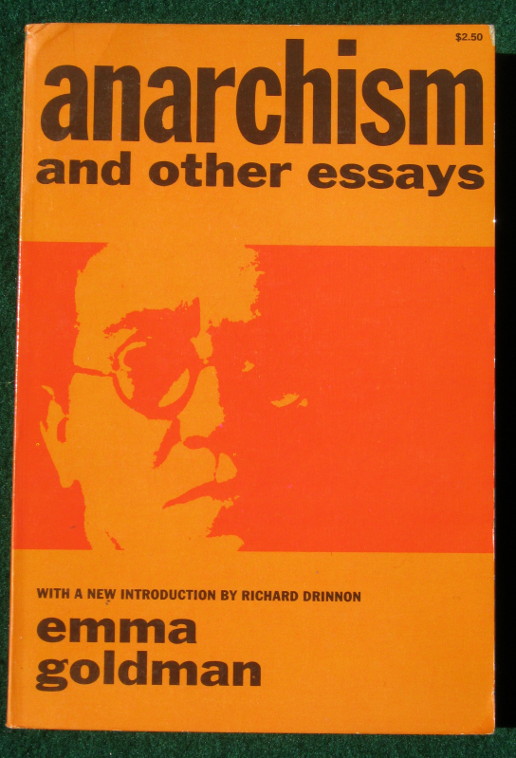 $2.50
anarchism
and other essays
WITH A NEW INTRODUCTION BY RICHARD DRINNON
emma
goldman